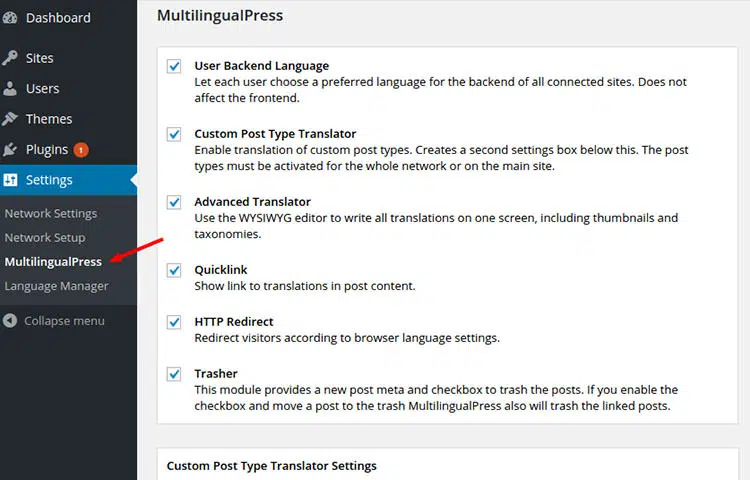 Dashboard
Sites
Users
Themes
Plugins 1
Settings
Network Settings
Network Setup
MultilingualPress
Language Manager
Collapse menu
MultilingualPress
User Backend Language
Let each user choose a preferred language for the backend of all connected sites. Does not
affect the frontend.
Custom Post Type Translator
Enable translation of custom post types. Creates a second settings box below this. The post
types must be activated for the whole network or on the main site.
Advanced Translator
Use the WYSIWYG editor to write all translations on one screen, including thumbnails and
taxonomies.
Quicklink
Show link to translations in post content.
HTTP Redirect
Redirect visitors according to browser language settings.
Trasher
This module provides a new post meta and checkbox to trash the posts. If you enable the
checkbox and move a post to the trash MultilingualPress also will trash the linked posts.
Custom Post Type Translator Settings